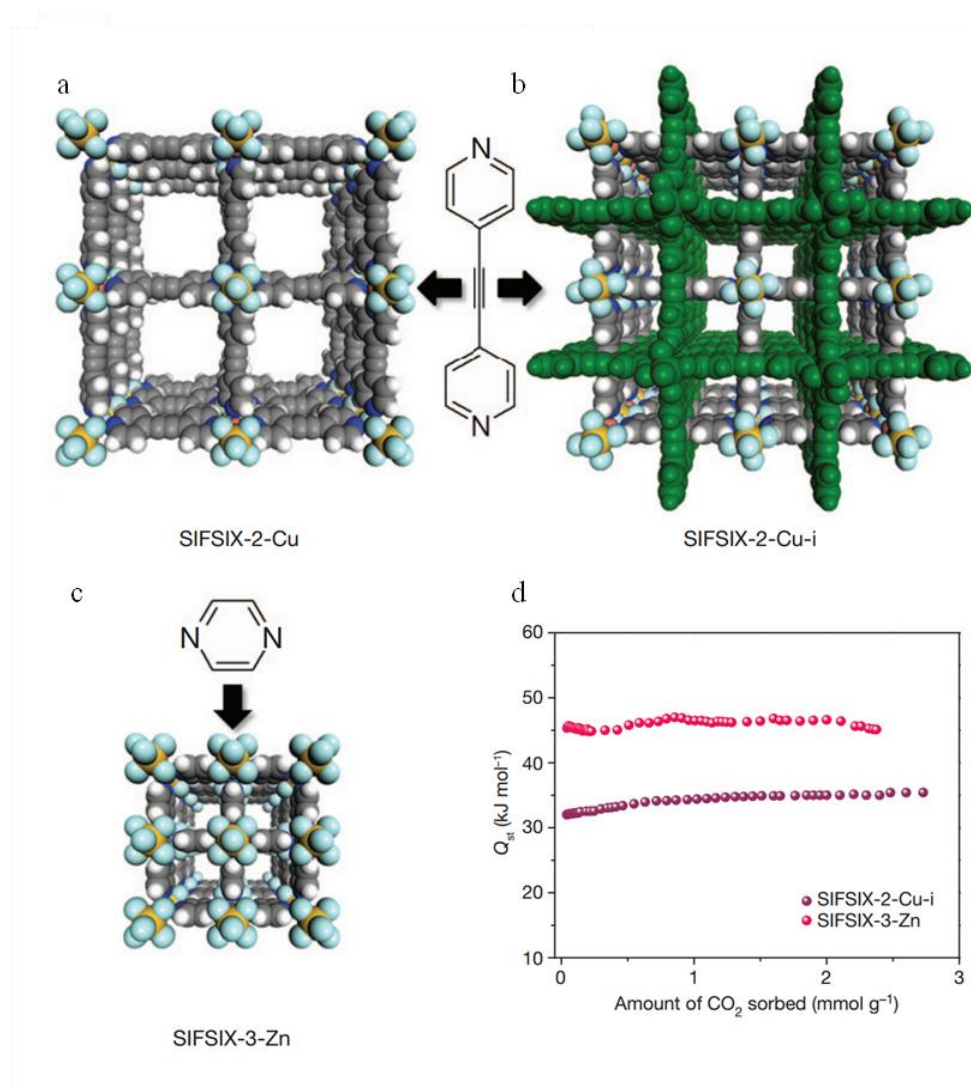 a
b
N
N
SIFSIX-2-Cu
SIFSIX-2-Cu-i
c
N N
SIFSIX-3-Zn
d
60
50
40
30
20
10
0 1 2 3
Qst (kJ mol⁻¹)
SIFSIX-2-Cu-i
SIFSIX-3-Zn
Amount of CO₂ sorbed (mmol g⁻¹)